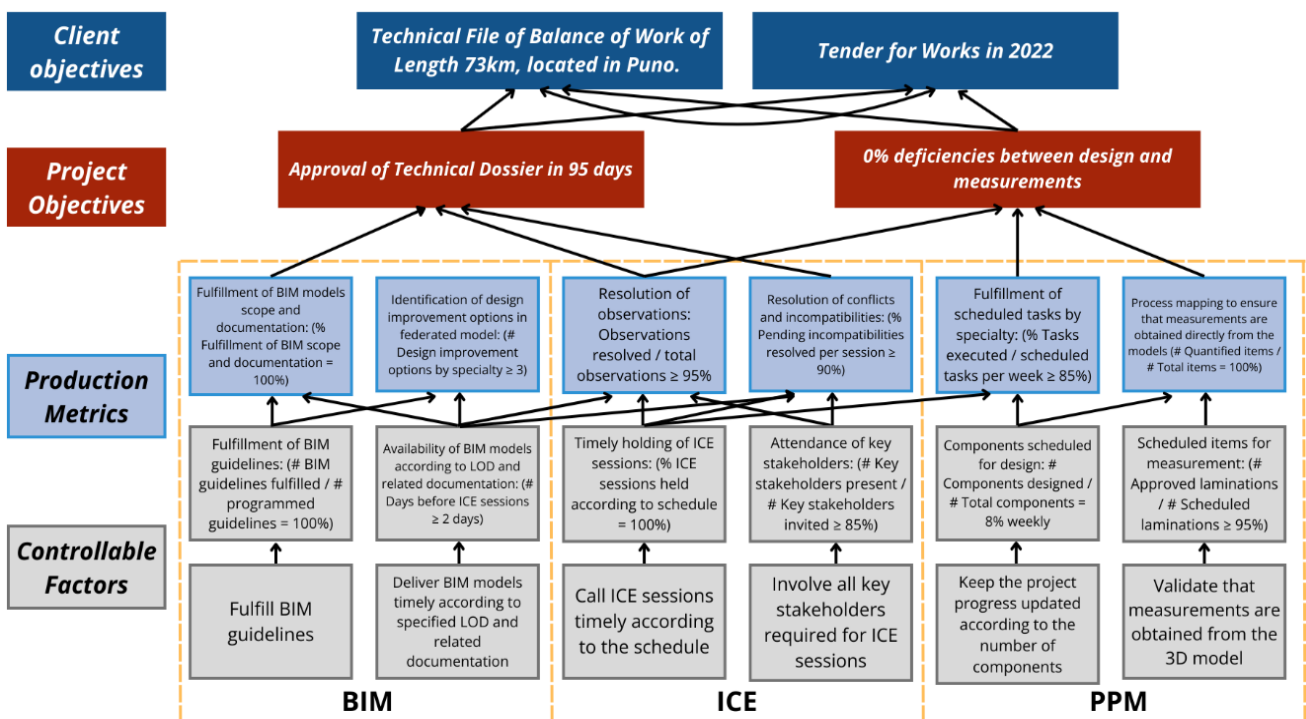 Client
objectives
Technical File of Balance of Work of
Length 73km, located in Puno.
Tender for Works in 2022
Project
Objectives
Approval of Technical Dossier in 95 days
0% deficiencies between design and
measurements
Production
Metrics
Fulfillment of BIM models
scope and
documentation: (%
Fulfillment of BIM scope
and documentation =
100%)
Identification of design
improvement options in
federated model: (#
Design improvement
options by specialty ≥ 3)
Resolution of
observations:
Observations
resolved / total
observations ≥ 95%
Resolution of conflicts
and incompatibilities: (%
Pending incompatibilities
resolved per session ≥
90%)
Fulfillment of
scheduled tasks by
specialty: (% Tasks
executed / scheduled
tasks per week ≥ 85%)
Process mapping to ensure
that measurements are
obtained directly from the
models (# Quantified items /
# Total items = 100%)
Controllable
Factors
Fulfillment of BIM
guidelines: (# BIM
guidelines fulfilled / #
programmed
guidelines = 100%)
Availability of BIM models
according to LOD and
related documentation: (#
Days before ICE sessions
≥ 2 days)
Timely holding of ICE
sessions: (% ICE
sessions held
according to schedule
= 100%)
Attendance of key
stakeholders: (# Key
stakeholders present /
# Key stakeholders
invited ≥ 85%)
Components scheduled
for design: #
Components designed /
# Total components =
8% weekly
Scheduled items for
measurement: (#
Approved laminations
/ # Scheduled
laminations ≥ 95%)
Fulfill BIM
guidelines
Deliver BIM models
timely according to
specified LOD and
related
documentation
Call ICE sessions
timely according
to the schedule
Involve all key
stakeholders
required for ICE
sessions
Keep the project
progress updated
according to the
number of
components
Validate that
measurements are
obtained from the
3D model
BIM
ICE
PPM